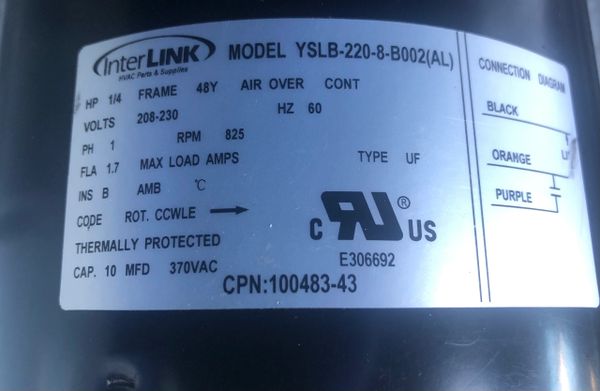 InterLINK
HVAC Parts & Supplies
MODEL YSLB-220-8-B002(AL)
HP 1/4 FRAME 48Y AIR OVER CONT
VOLTS 208-230 HZ 60
PH 1 RPM 825
FLA 1.7 MAX LOAD AMPS
INS B AMB °C TYPE UF
CODE ROT. CCWLE
THERMALLY PROTECTED
CAP. 10 MFD 370VAC
C RU ® US
E306692
CPN:100483-43
CONNECTION DIAGRAM
BLACK
ORANGE
PURPLE